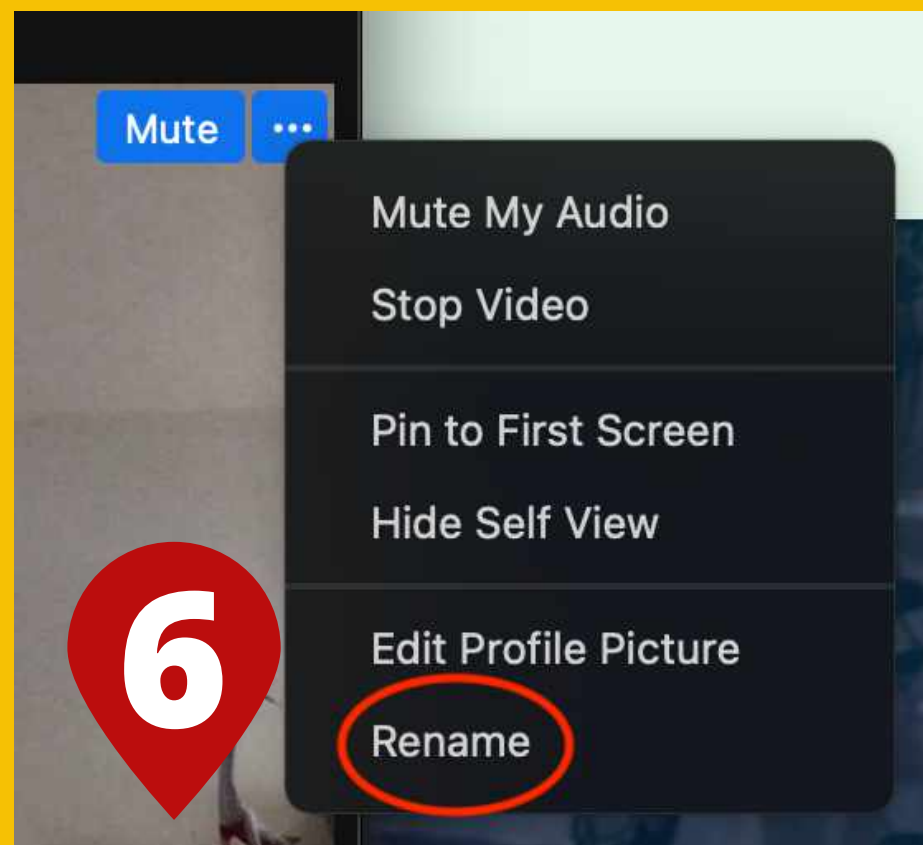 Mute ...
Mute My Audio
Stop Video
Pin to First Screen
Hide Self View
Edit Profile Picture
Rename
6